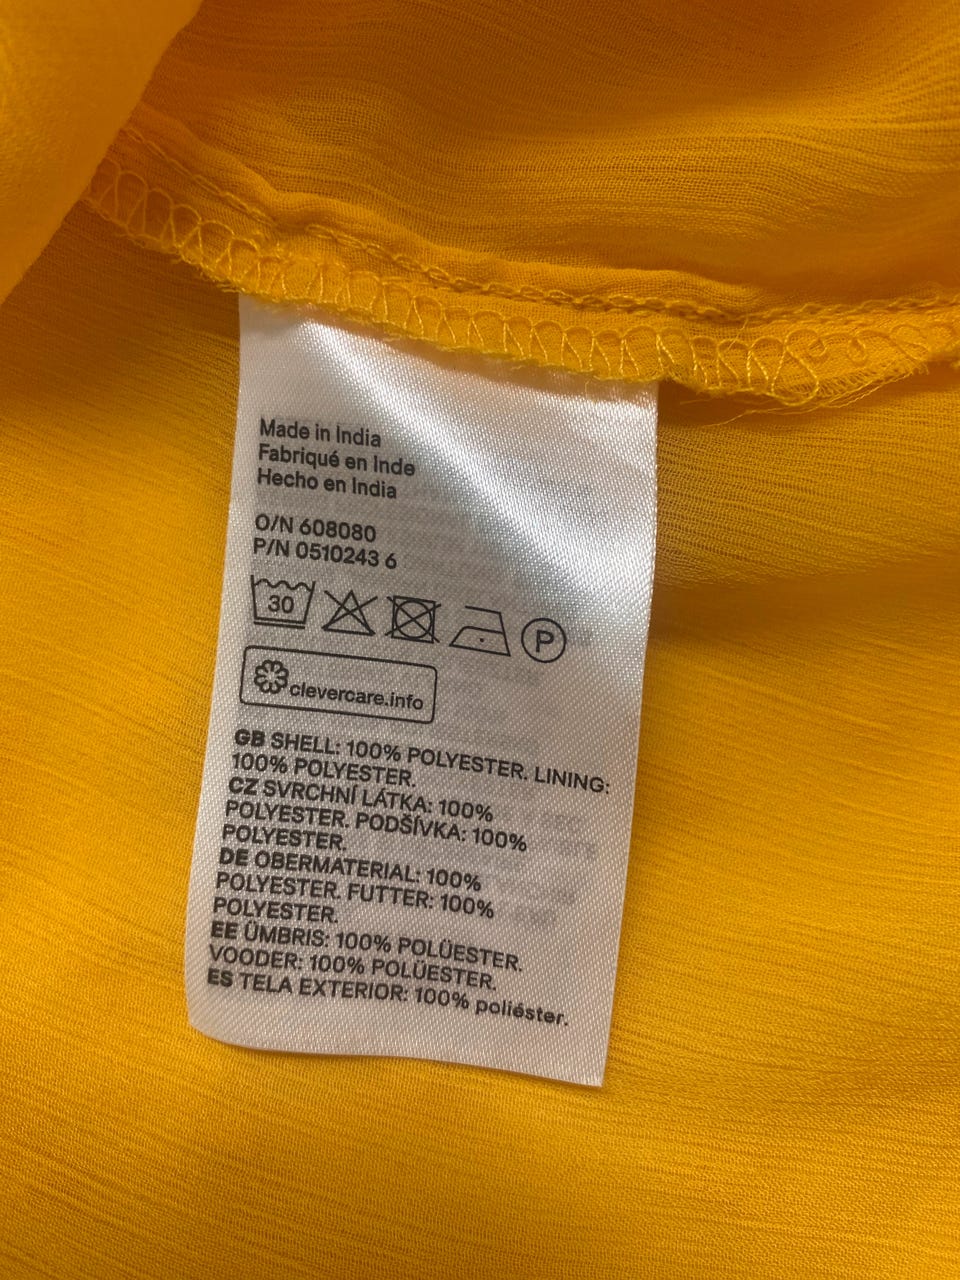 Made in India
Fabriqué en Inde
Hecho en India
O/N 608080
P/N 0510243 6
30 P
clevercare.info
GB SHELL: 100% POLYESTER. LINING:
100% POLYESTER.
CZ SVRCHNÍ LÁTKA: 100%
POLYESTER. PODŠÍVKA: 100%
POLYESTER.
DE OBERMATERIAL: 100%
POLYESTER. FUTTER: 100%
POLYESTER.
EE ÜMBRIS: 100% POLÜESTER.
VOODER: 100% POLÜESTER.
ES TELA EXTERIOR: 100% poliéster.